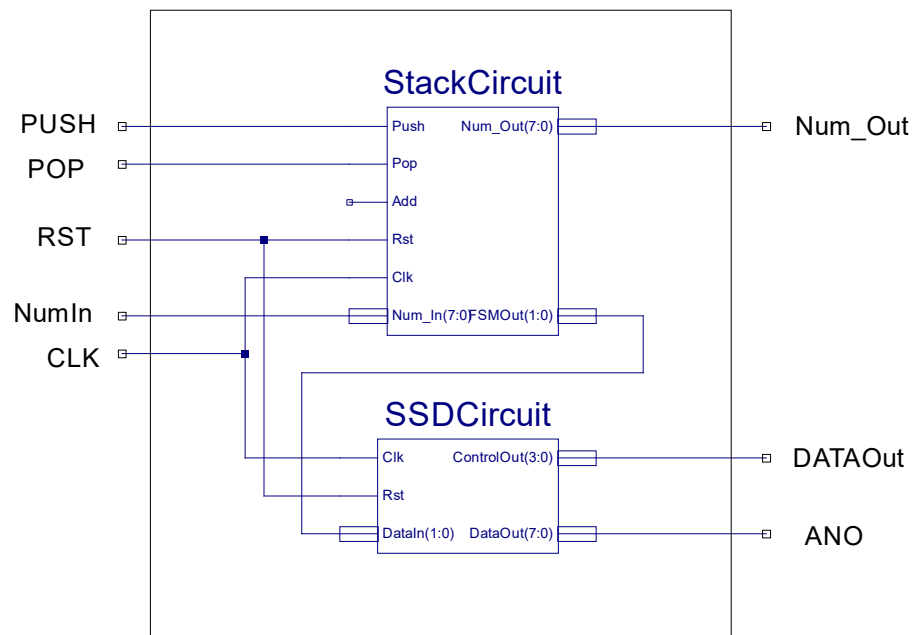 StackCircuit
PUSH
Push
Num_Out(7:0)
Num_Out
POP
Pop
Add
RST
Rst
Clk
NumIn
Num_In(7:0)
FSMOut(1:0)
CLK
SSDCircuit
Clk
ControlOut(3:0)
DATAOut
Rst
DataIn(1:0)
DataOut(7:0)
ANO